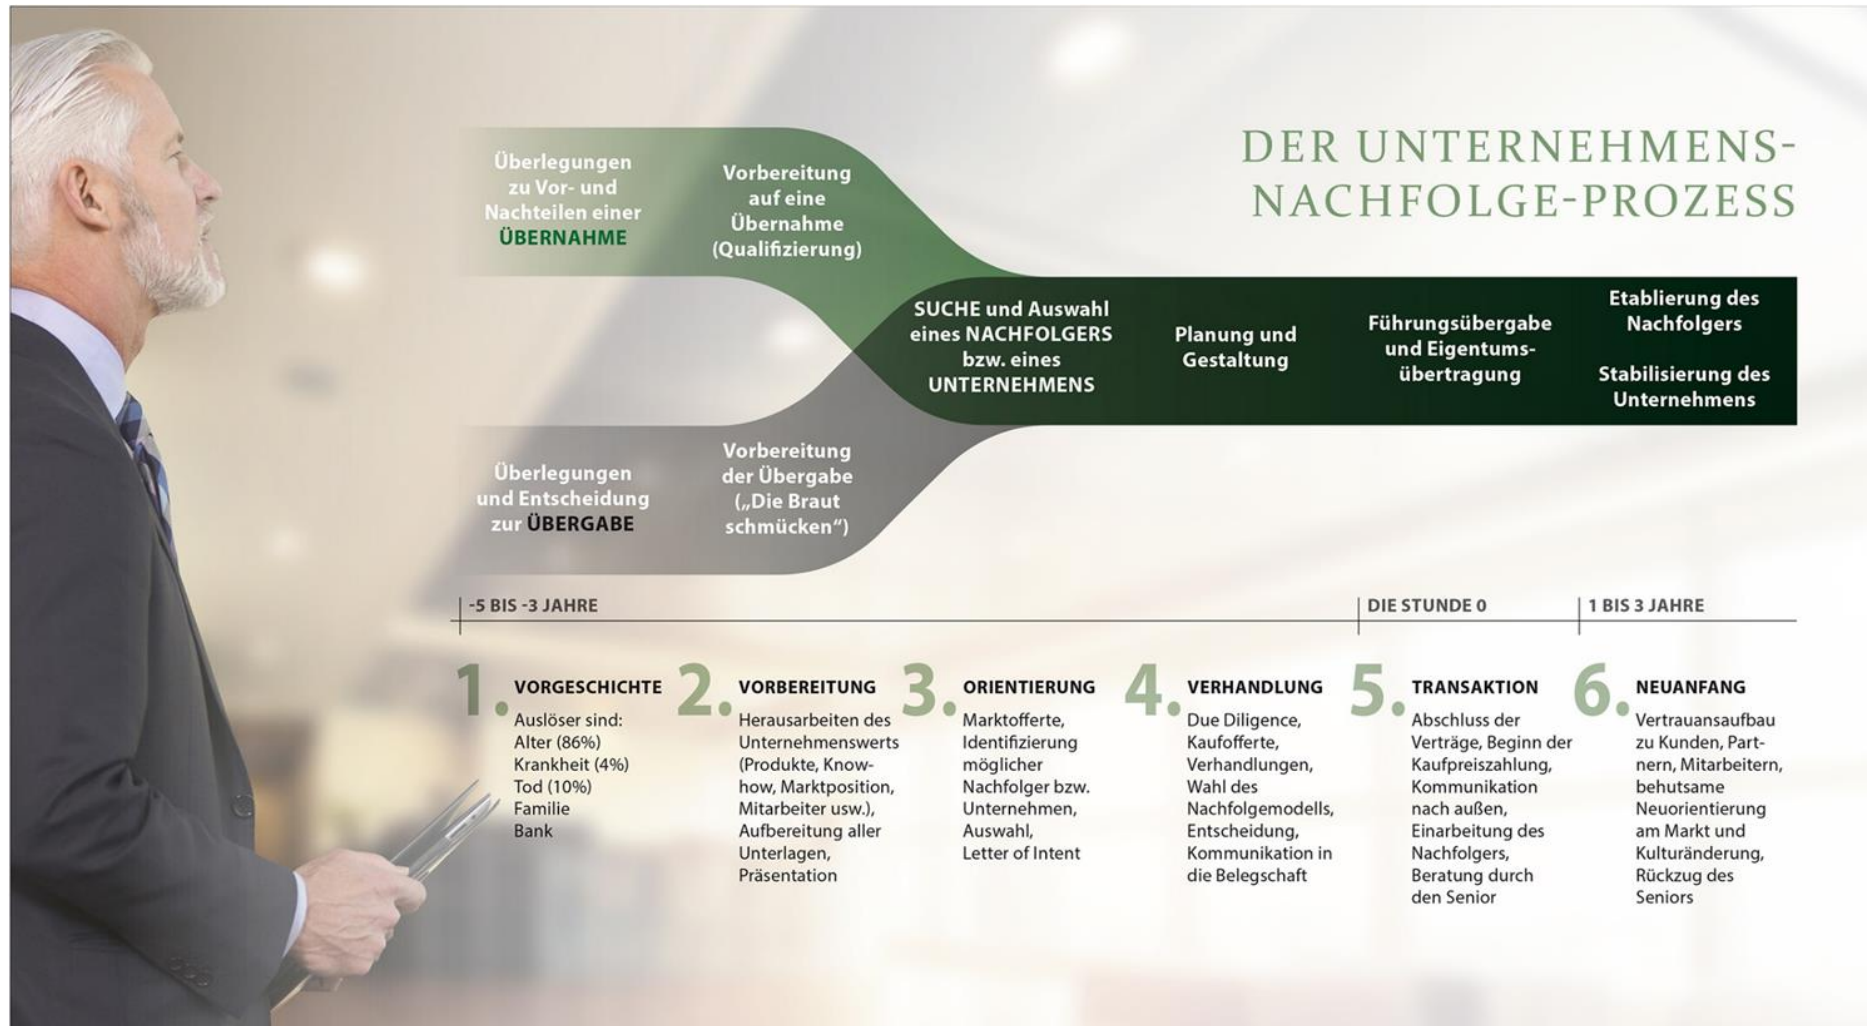 DER UNTERNEHMENS-
NACHFOLGE-PROZESS
Überlegungen
zu Vor- und
Nachteilen einer
ÜBERNAHME
Vorbereitung
auf eine
Übernahme
(Qualifizierung)
Überlegungen
und Entscheidung
zur ÜBERGABE
Vorbereitung
der Übergabe
(„Die Braut
schmücken“)
SUCHE und Auswahl
eines NACHFOLGERS
bzw. eines
UNTERNEHMENS
Planung und
Gestaltung
Führungsübergabe
und Eigentums-
übertragung
Etablierung des
Nachfolgers
Stabilisierung des
Unternehmens
-5 BIS -3 JAHRE
DIE STUNDE 0
1 BIS 3 JAHRE
1. VORGESCHICHTE
Auslöser sind:
Alter (86%)
Krankheit (4%)
Tod (10%)
Familie
Bank
2. VORBEREITUNG
Herausarbeiten des
Unternehmenswerts
(Produkte, Know-
how, Marktposition,
Mitarbeiter usw.),
Aufbereitung aller
Unterlagen,
Präsentation
3. ORIENTIERUNG
Marktofferte,
Identifizierung
möglicher
Nachfolger bzw.
Unternehmen,
Auswahl,
Letter of Intent
4. VERHANDLUNG
Due Diligence,
Kaufofferte,
Verhandlungen,
Wahl des
Nachfolgemodells,
Entscheidung,
Kommunikation in
die Belegschaft
5. TRANSAKTION
Abschluss der
Verträge, Beginn der
Kaufpreiszahlung,
Kommunikation
nach außen,
Einarbeitung des
Nachfolgers,
Beratung durch
den Senior
6. NEUANFANG
Vertrauansaufbau
zu Kunden, Part-
nern, Mitarbeitern,
behutsame
Neuorientierung
am Markt und
Kulturänderung,
Rückzug des
Seniors